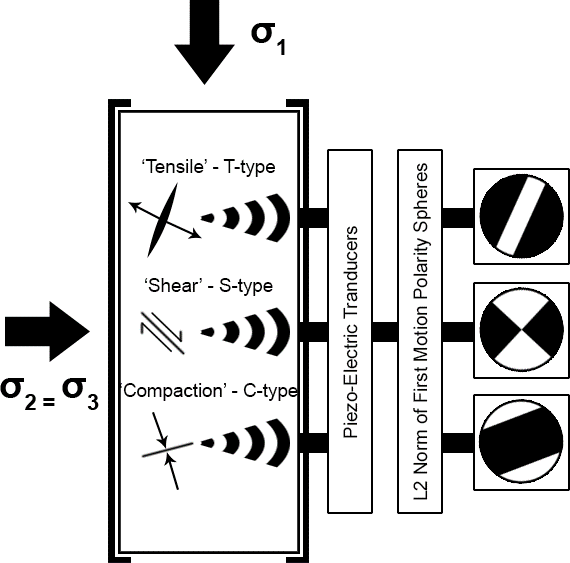 σ1
'Tensile' - T-type
'Shear' - S-type
σ2 = σ3
'Compaction' - C-type
Piezo-Electric Tranducers
L2 Norm of First Motion Polarity Spheres